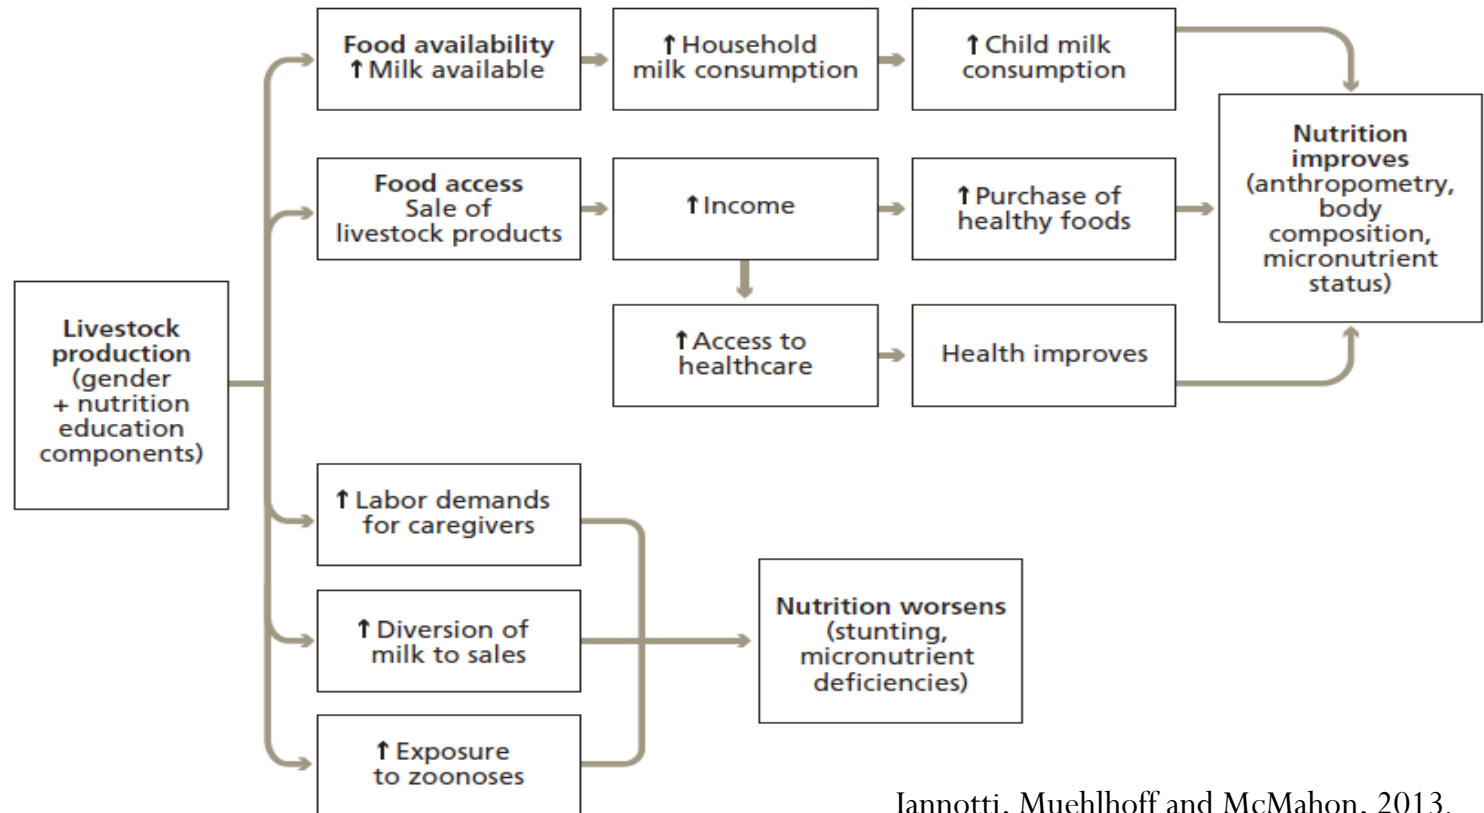 Food availability
↑ Milk available
↑ Household
milk consumption
↑ Child milk
consumption
Nutrition
improves
(anthropometry,
body
composition,
micronutrient
status)
Food access
Sale of
livestock products
↑ Income
↑ Purchase of
healthy foods
↑ Access to
healthcare
Health improves
Livestock
production
(gender
+ nutrition
education
components)
↑ Labor demands
for caregivers
↑ Diversion of
milk to sales
↑ Exposure
to zoonoses
Nutrition worsens
(stunting,
micronutrient
deficiencies)
Iannotti, Muehlhoff and McMahon, 2013.